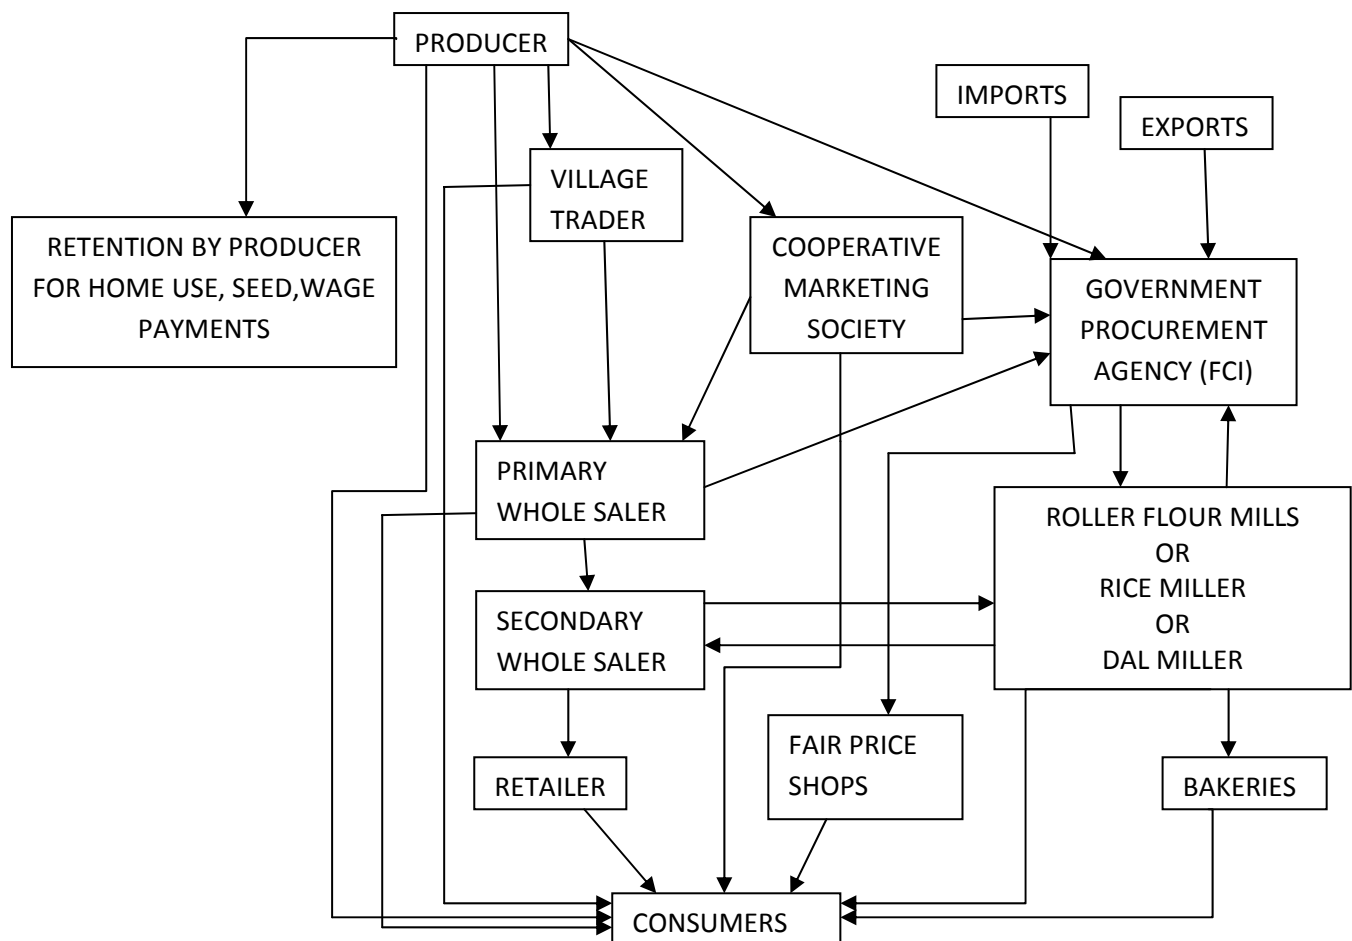 PRODUCER
IMPORTS
EXPORTS
VILLAGE
TRADER
RETENTION BY PRODUCER
FOR HOME USE, SEED,WAGE
PAYMENTS
COOPERATIVE
MARKETING
SOCIETY
GOVERNMENT
PROCUREMENT
AGENCY (FCI)
PRIMARY
WHOLE SALER
ROLLER FLOUR MILLS
OR
RICE MILLER
OR
DAL MILLER
SECONDARY
WHOLE SALER
FAIR PRICE
SHOPS
RETAILER
BAKERIES
CONSUMERS